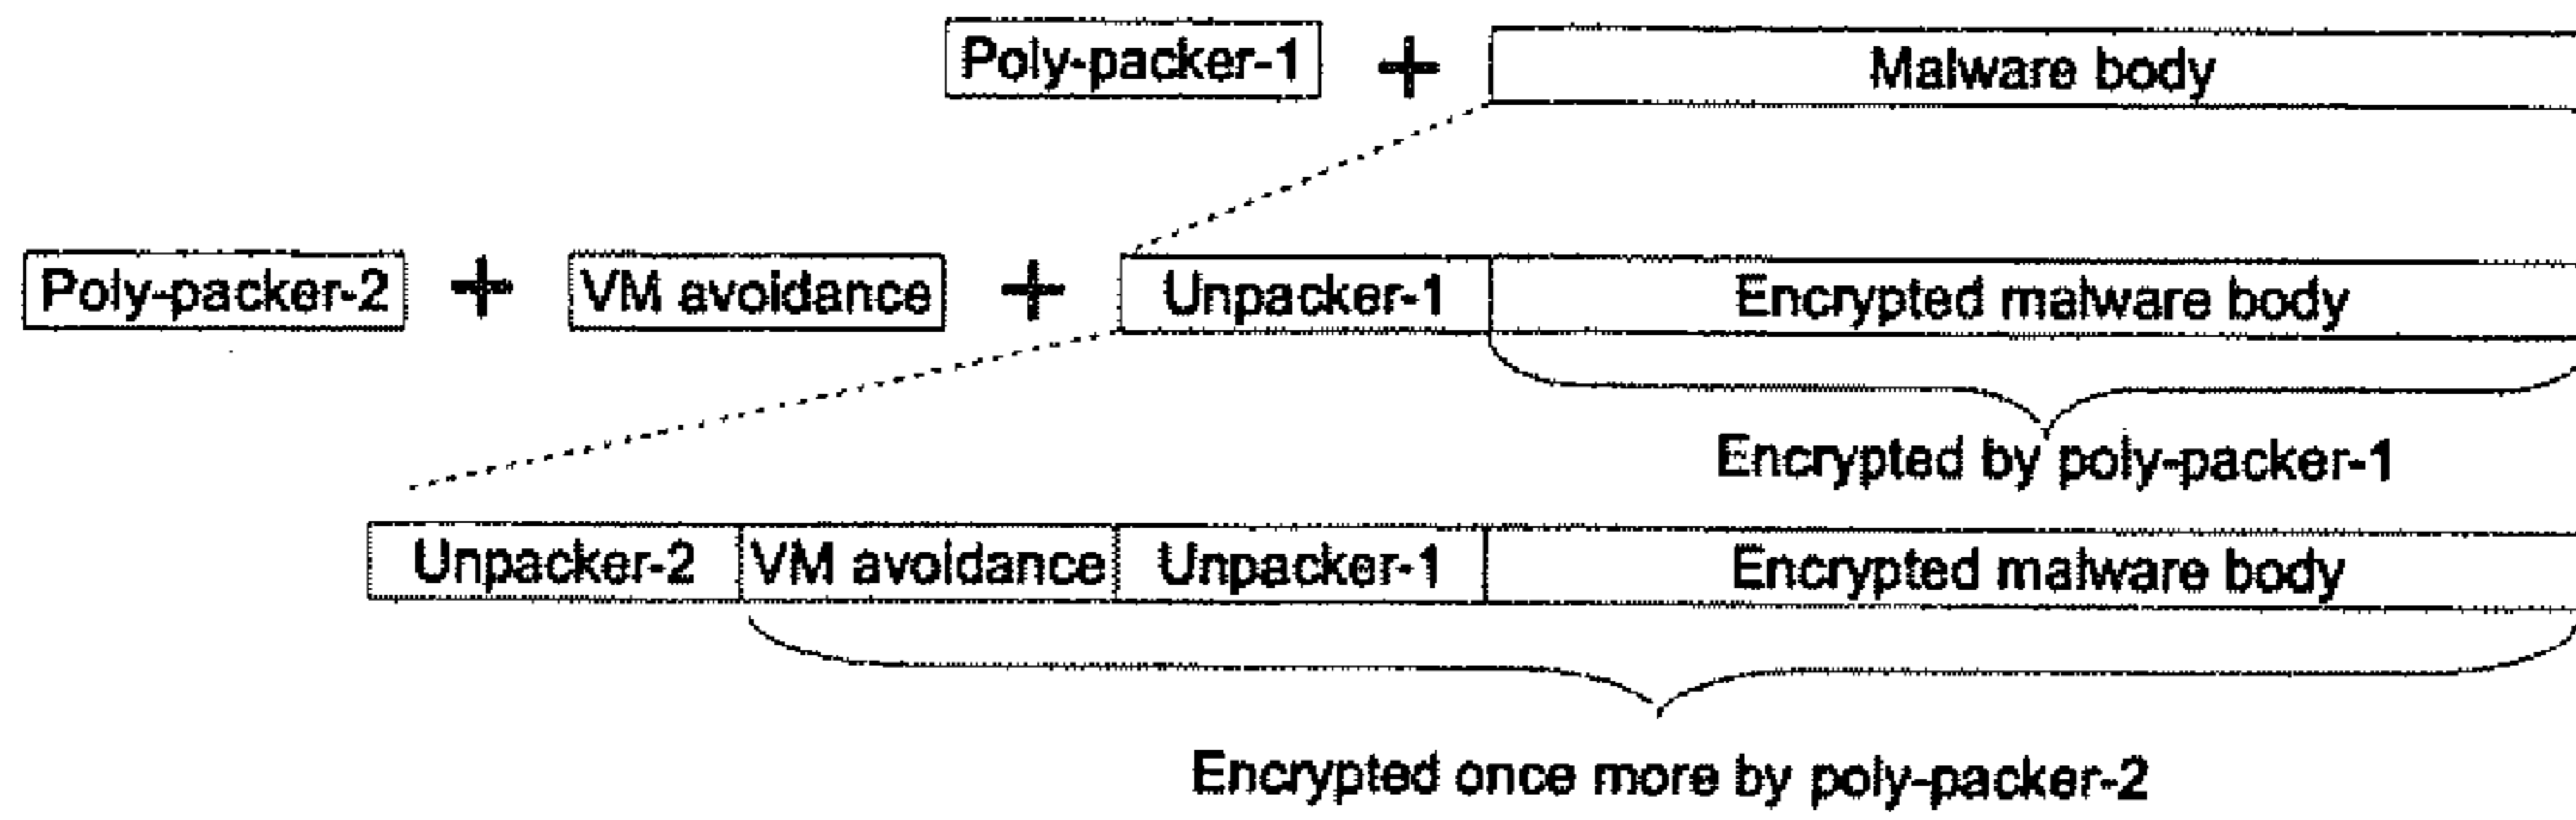 Poly-packer-1 + Malware body
Poly-packer-2 + VM avoidance + Unpacker-1 Encrypted malware body
Encrypted by poly-packer-1
Unpacker-2 VM avoidance Unpacker-1 Encrypted malware body
Encrypted once more by poly-packer-2